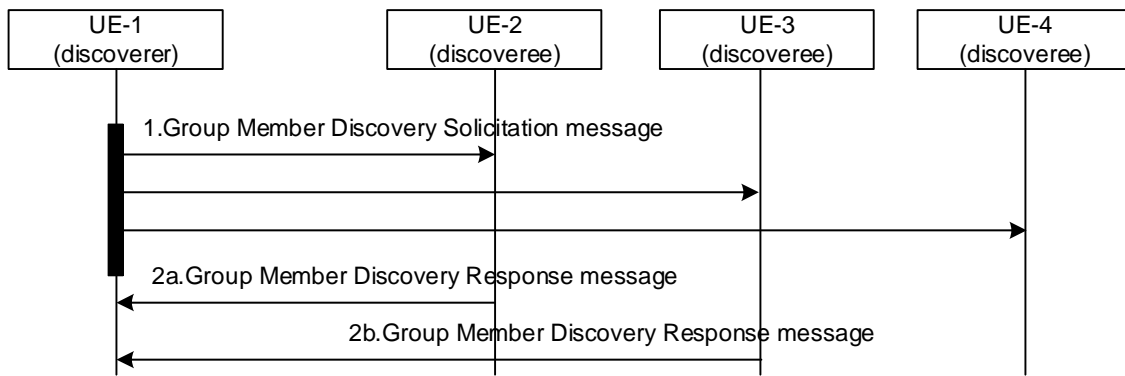 UE-1
(discoverer)
UE-2
(discoveree)
UE-3
(discoveree)
UE-4
(discoveree)
1.Group Member Discovery Solicitation message
2a.Group Member Discovery Response message
2b.Group Member Discovery Response message